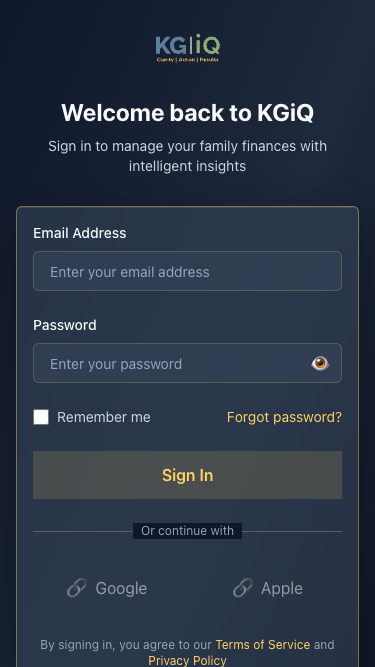 KG|iQ
Clarity | Action | Results
Welcome back to KGiQ
Sign in to manage your family finances with
intelligent insights
Email Address
Enter your email address
Password
Enter your password
Remember me
Forgot password?
Sign In
Or continue with
Google
Apple
By signing in, you agree to our Terms of Service and
Privacy Policy